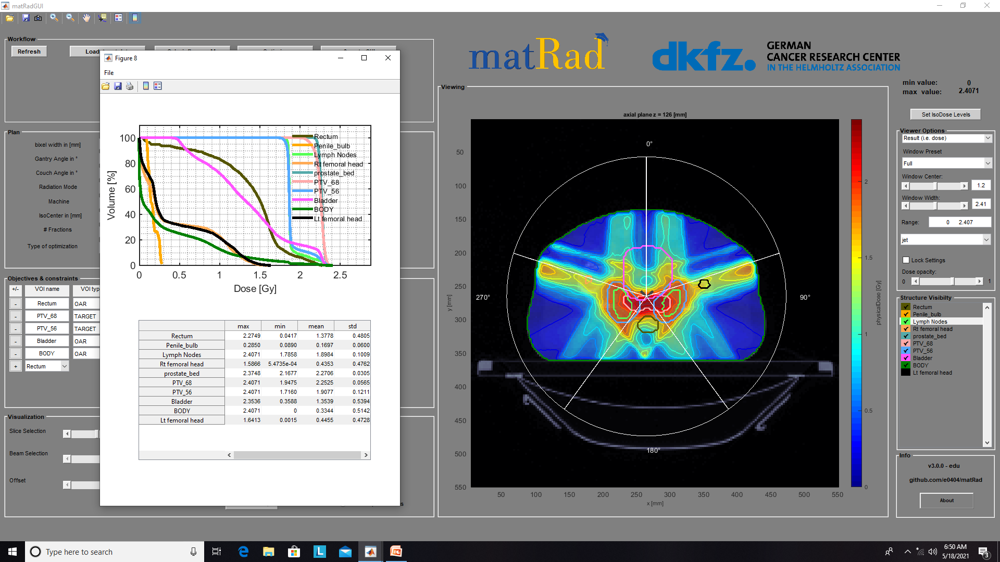 matRadGUI
Workflow
Refresh
Figure 8
File
100
80
60
40
20
0
Volume [%]
0 0.5 1 1.5 2 2.5
Dose [Gy]
Rectum
Penile_bulb
Lymph Nodes
Rt femoral head
prostate_bed
PTV_68
PTV_56
Bladder
BODY
Lt femoral head
max min mean std
Rectum 2.2749 0.0417 1.3778 0.4805
Penile_bulb 0.2850 0.0890 0.1697 0.0600
Lymph Nodes 2.4071 1.7858 1.8984 0.1009
Rt femoral head 1.5866 5.4735e-04 0.4353 0.4762
prostate_bed 2.3748 2.1677 2.2706 0.0305
PTV_68 2.4071 1.9475 2.2525 0.0565
PTV_56 2.4071 1.7160 1.9077 0.1211
Bladder 2.3536 0.3588 1.3539 0.5394
BODY 2.4071 0 0.3344 0.5142
Lt femoral head 1.6413 0.0015 0.4455 0.4728
Plan
bixel width in [mm]
Gantry Angle in °
Couch Angle in °
Radiation Mode
Machine
IsoCenter in [mm]
# Fractions
Type of optimization
Objectives & constraints
+/- VOI name VOI typ
- Rectum OAR
- PTV_68 TARGET
- PTV_56 TARGET
- Bladder OAR
- BODY OAR
+ Rectum
Visualization
Slice Selection
Beam Selection
Offset
matRad
dkfz.
GERMAN
CANCER RESEARCH CENTER
IN THE HELMHOLTZ ASSOCIATION
Viewing
axial plane z = 126 [mm]
50
100
150
200
250
300
350
400
450
500
550
y [mm]
50 100 150 200 250 300 350 400 450 500 550
x [mm]
0°
90°
180°
270°
2
1.5
1
0.5
0
physicalDose [Gy]
min value: 0
max value: 2.4071
Set IsoDose Levels
Viewer Options
Result (i.e. dose)
Window Preset
Full
Window Center:
1.2
Window Width:
2.41
Range: 0 2.407
jet
Lock Settings
Dose opacity:
0 1
Structure Visibilty
Rectum
Penile_bulb
Lymph Nodes
Rt femoral head
prostate_bed
PTV_68
PTV_56
Bladder
BODY
Lt femoral head
Info
v3.0.0 - edu
github.com/e0404/matRad
About
Type here to search
6:50 AM
5/18/2021
3